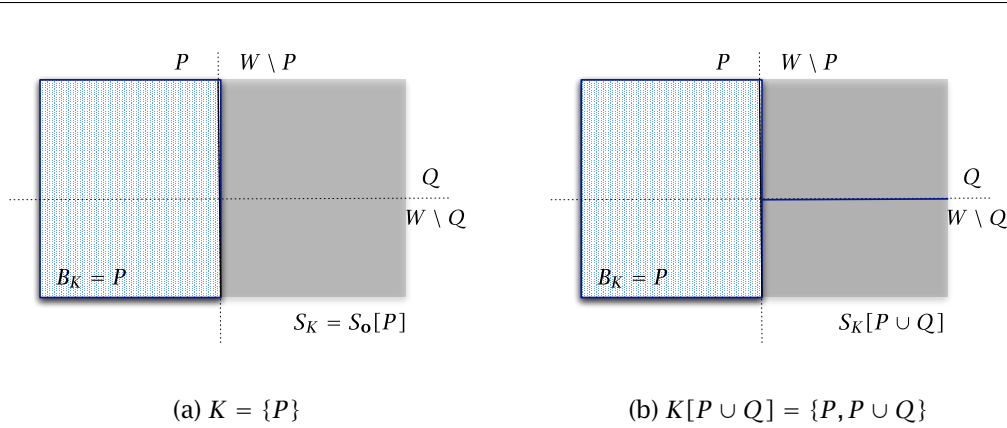 P W \ P
Q
W \ Q
B_K = P
S_K = S_o[P]
(a) K = {P}
P W \ P
Q
W \ Q
B_K = P
S_K[P ∪ Q]
(b) K[P ∪ Q] = {P, P ∪ Q}